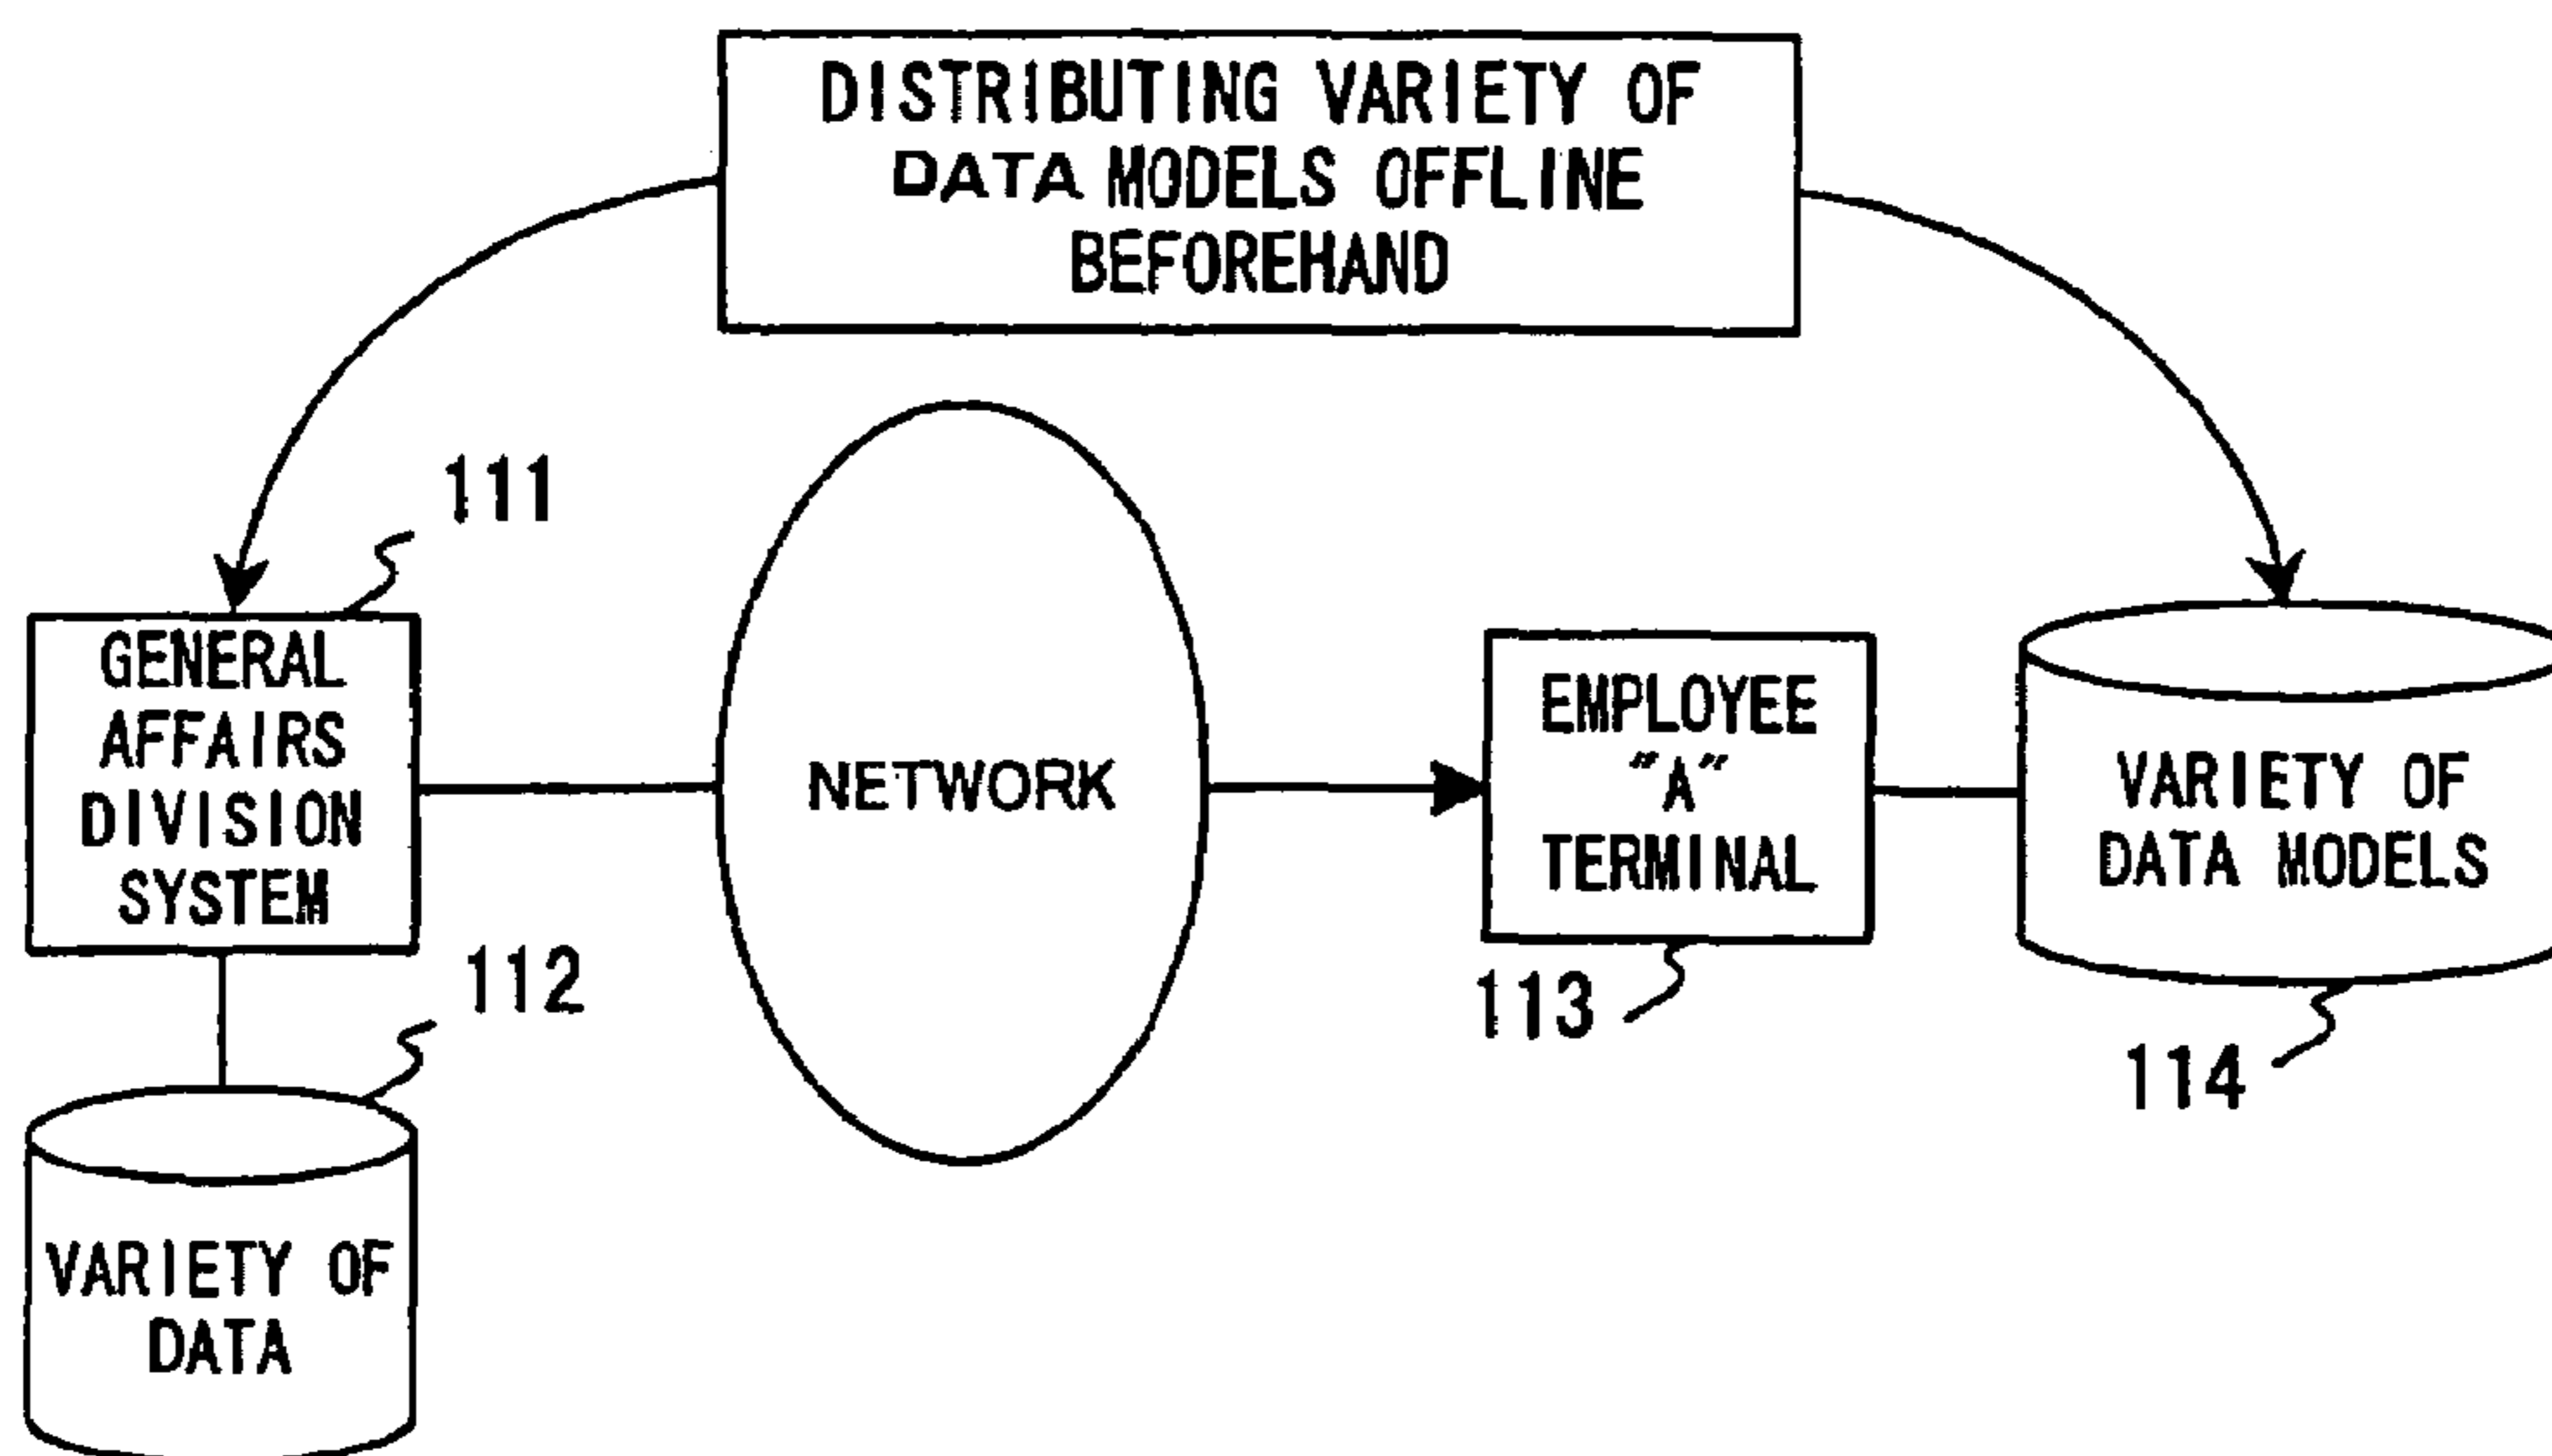 DISTRIBUTING VARIETY OF
DATA MODELS OFFLINE
BEFOREHAND
111
GENERAL
AFFAIRS
DIVISION
SYSTEM
NETWORK
EMPLOYEE
"A"
TERMINAL
VARIETY OF
DATA MODELS
112
113
114
VARIETY OF
DATA